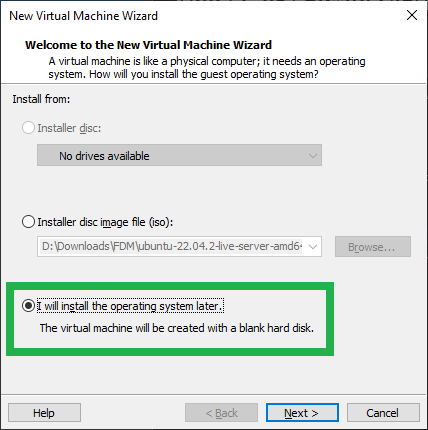 New Virtual Machine Wizard
Welcome to the New Virtual Machine Wizard
A virtual machine is like a physical computer; it needs an operating
system. How will you install the guest operating system?
Install from:
Installer disc:
No drives available
Installer disc image file (iso):
D:\Downloads\FDM\ubuntu-22.04.2-live-server-amd64
Browse...
I will install the operating system later.
The virtual machine will be created with a blank hard disk.
Help
< Back
Next >
Cancel